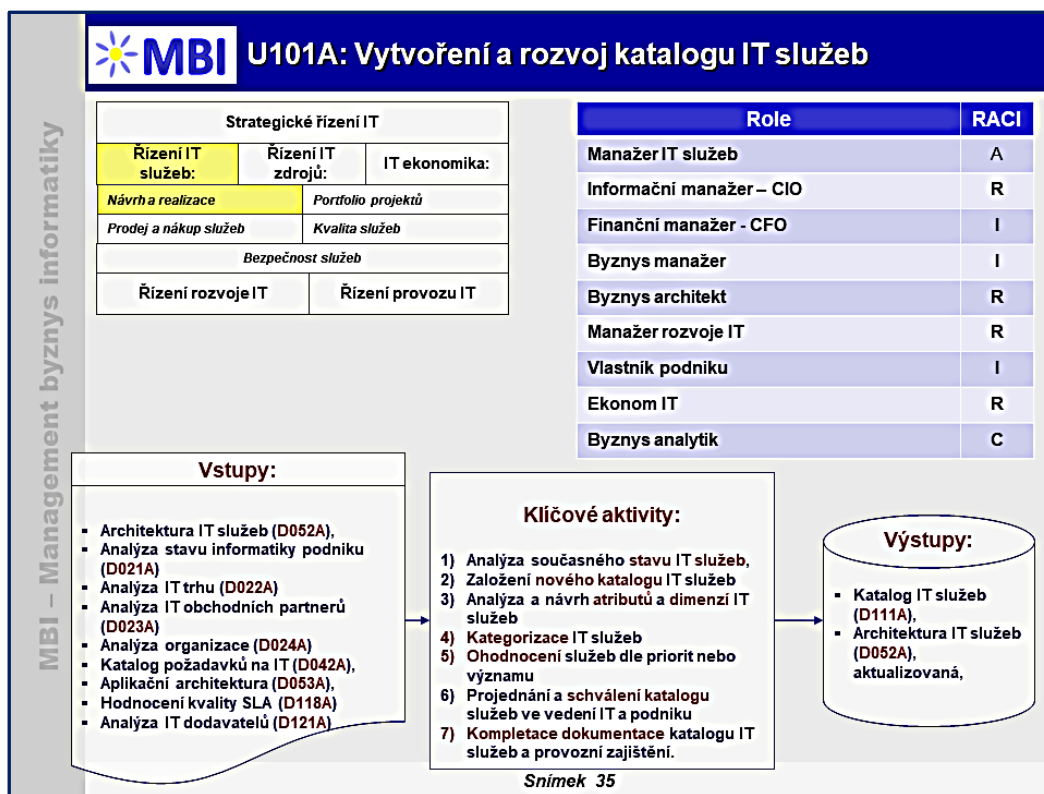 MBI
U101A: Vytvoření a rozvoj katalogu IT služeb
MBI – Management byznys informatiky
Strategické řízení IT
Řízení IT
služeb:
Řízení IT
zdrojů:
IT ekonomika:
Návrh a realizace
Portfolio projektů
Prodej a nákup služeb
Kvalita služeb
Bezpečnost služeb
Řízení rozvoje IT
Řízení provozu IT
Role RACI
Manažer IT služeb A
Informační manažer – CIO R
Finanční manažer - CFO I
Byznys manažer I
Byznys architekt R
Manažer rozvoje IT R
Vlastník podniku I
Ekonom IT R
Byznys analytik C
Vstupy:
▪ Architektura IT služeb (D052A),
▪ Analýza stavu informatiky podniku
(D021A)
▪ Analýza IT trhu (D022A)
▪ Analýza IT obchodních partnerů
(D023A)
▪ Analýza organizace (D024A)
▪ Katalog požadavků na IT (D042A),
▪ Aplikační architektura (D053A),
▪ Hodnocení kvality SLA (D118A)
▪ Analýza IT dodavatelů (D121A)
Klíčové aktivity:
1) Analýza současného stavu IT služeb,
2) Založení nového katalogu IT služeb
3) Analýza a návrh atributů a dimenzí IT
služeb
4) Kategorizace IT služeb
5) Ohodnocení služeb dle priorit nebo
významu
6) Projednání a schválení katalogu
služeb ve vedení IT a podniku
7) Kompletace dokumentace katalogu IT
služeb a provozní zajištění.
Výstupy:
▪ Katalog IT služeb
(D111A),
▪ Architektura IT služeb
(D052A),
aktualizovaná,
Snímek 35